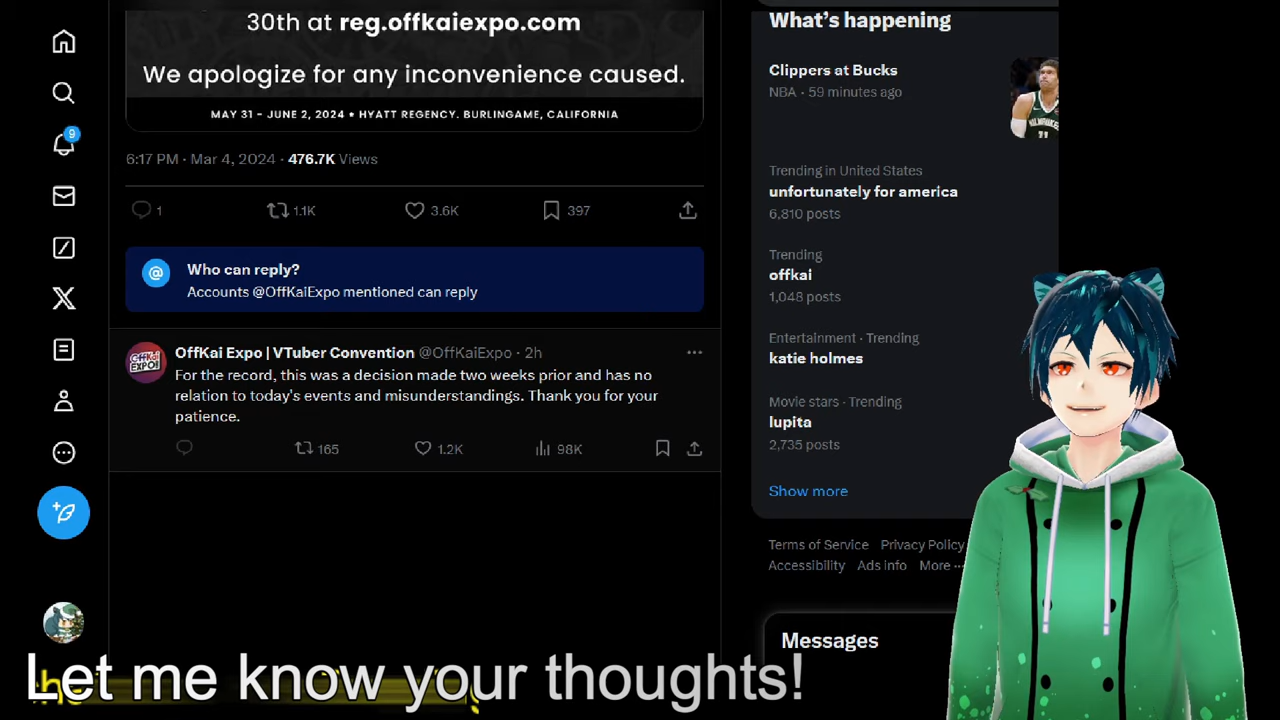 30th at reg.offkaiexpo.com
We apologize for any inconvenience caused.
MAY 31 - JUNE 2, 2024 • HYATT REGENCY. BURLINGAME, CALIFORNIA
6:17 PM · Mar 4, 2024 · 476.7K Views
1 1.1K 3.6K 397
@ Who can reply?
Accounts @OffKaiExpo mentioned can reply
OffKai EXPO!
OffKai Expo | VTuber Convention @OffKaiExpo · 2h
For the record, this was a decision made two weeks prior and has no
relation to today's events and misunderstandings. Thank you for your
patience.
165 1.2K 98K
9
What's happening
Clippers at Bucks
NBA · 59 minutes ago
Trending in United States
unfortunately for america
6,810 posts
Trending
offkai
1,048 posts
Entertainment · Trending
katie holmes
Movie stars · Trending
lupita
2,735 posts
Show more
Terms of Service Privacy Policy
Accessibility Ads info More ...
Messages
Let me know your thoughts!